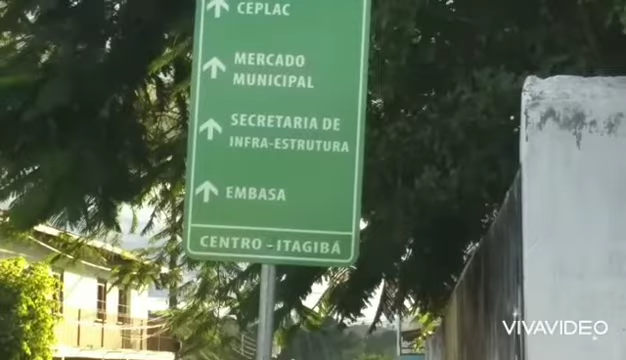 CEPLAC
MERCADO
MUNICIPAL
SECRETARIA DE
INFRA-ESTRUTURA
EMBASA
CENTRO - ITAGIBÁ
VIVAVIDEO